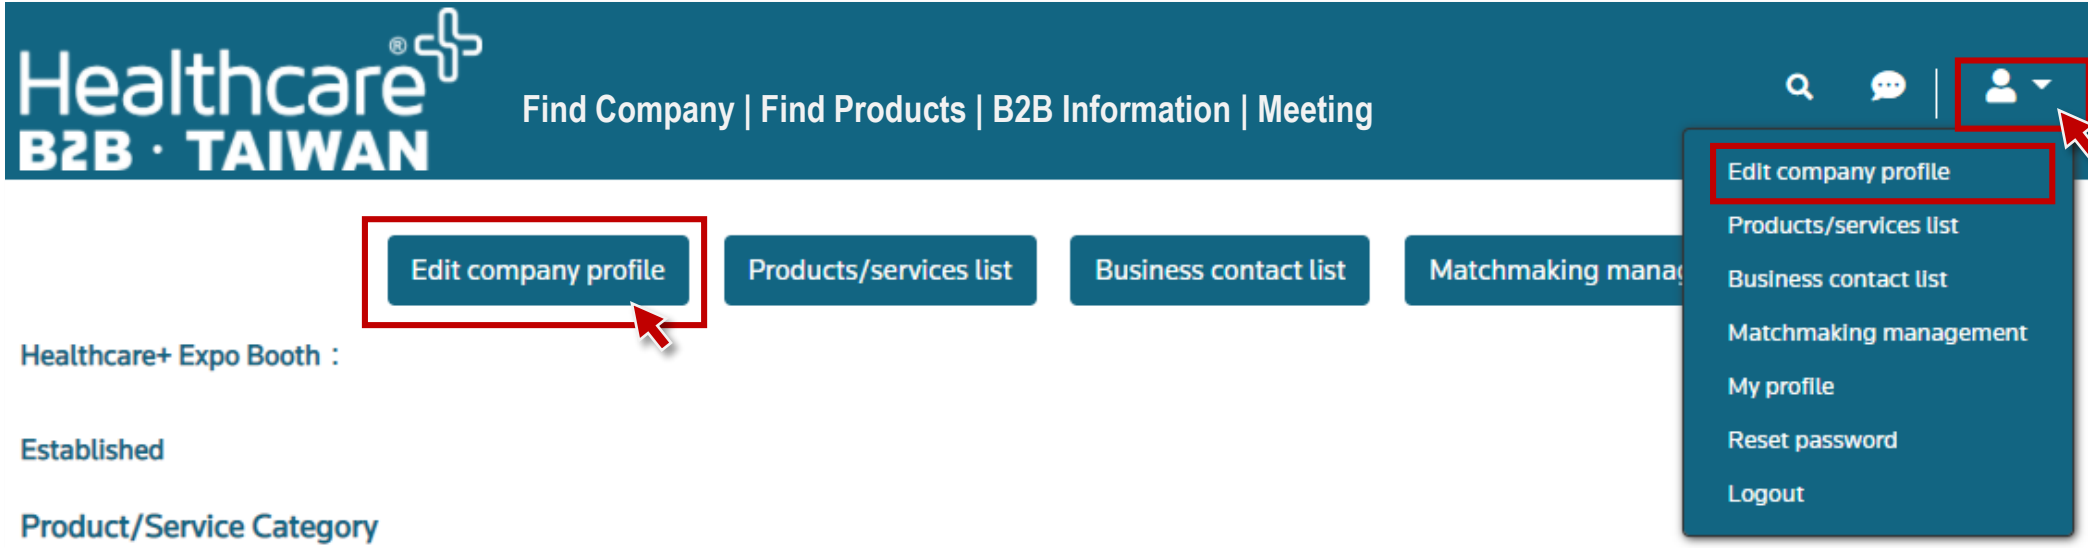 Healthcare®
B2B · TAIWAN
Find Company | Find Products | B2B Information | Meeting
Edit company profile
Products/services list
Business contact list
Matchmaking management
My profile
Reset password
Logout
Edit company profile
Products/services list
Business contact list
Matchmaking manag
Healthcare+ Expo Booth：
Established
Product/Service Category